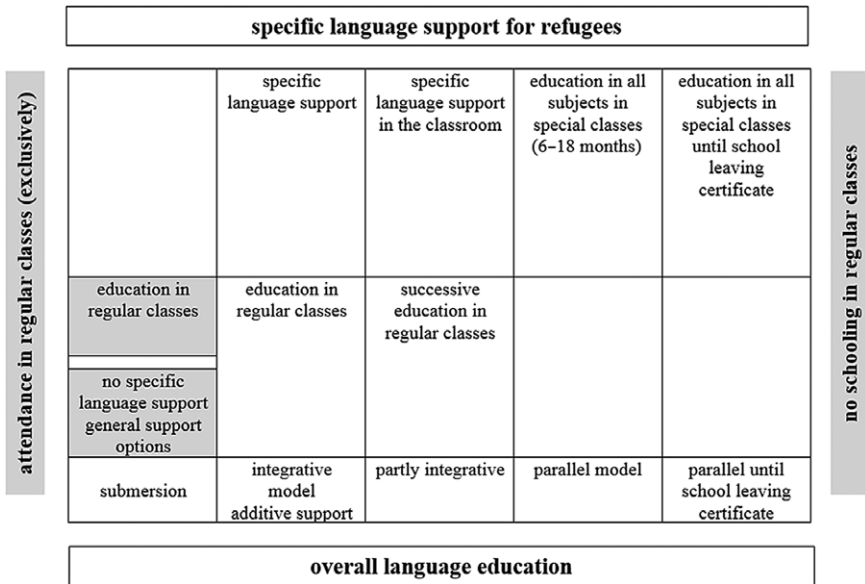 specific language support for refugees
attendance in regular classes (exclusively)
specific
language support
specific
language support
in the classroom
education in all
subjects in
special classes
(6–18 months)
education in all
subjects in
special classes
until school
leaving
certificate
education in
regular classes
no specific
language support
general support
options
education in
regular classes
successive
education in
regular classes
submersion
integrative
model
additive support
partly integrative
parallel model
parallel until
school leaving
certificate
no schooling in regular classes
overall language education